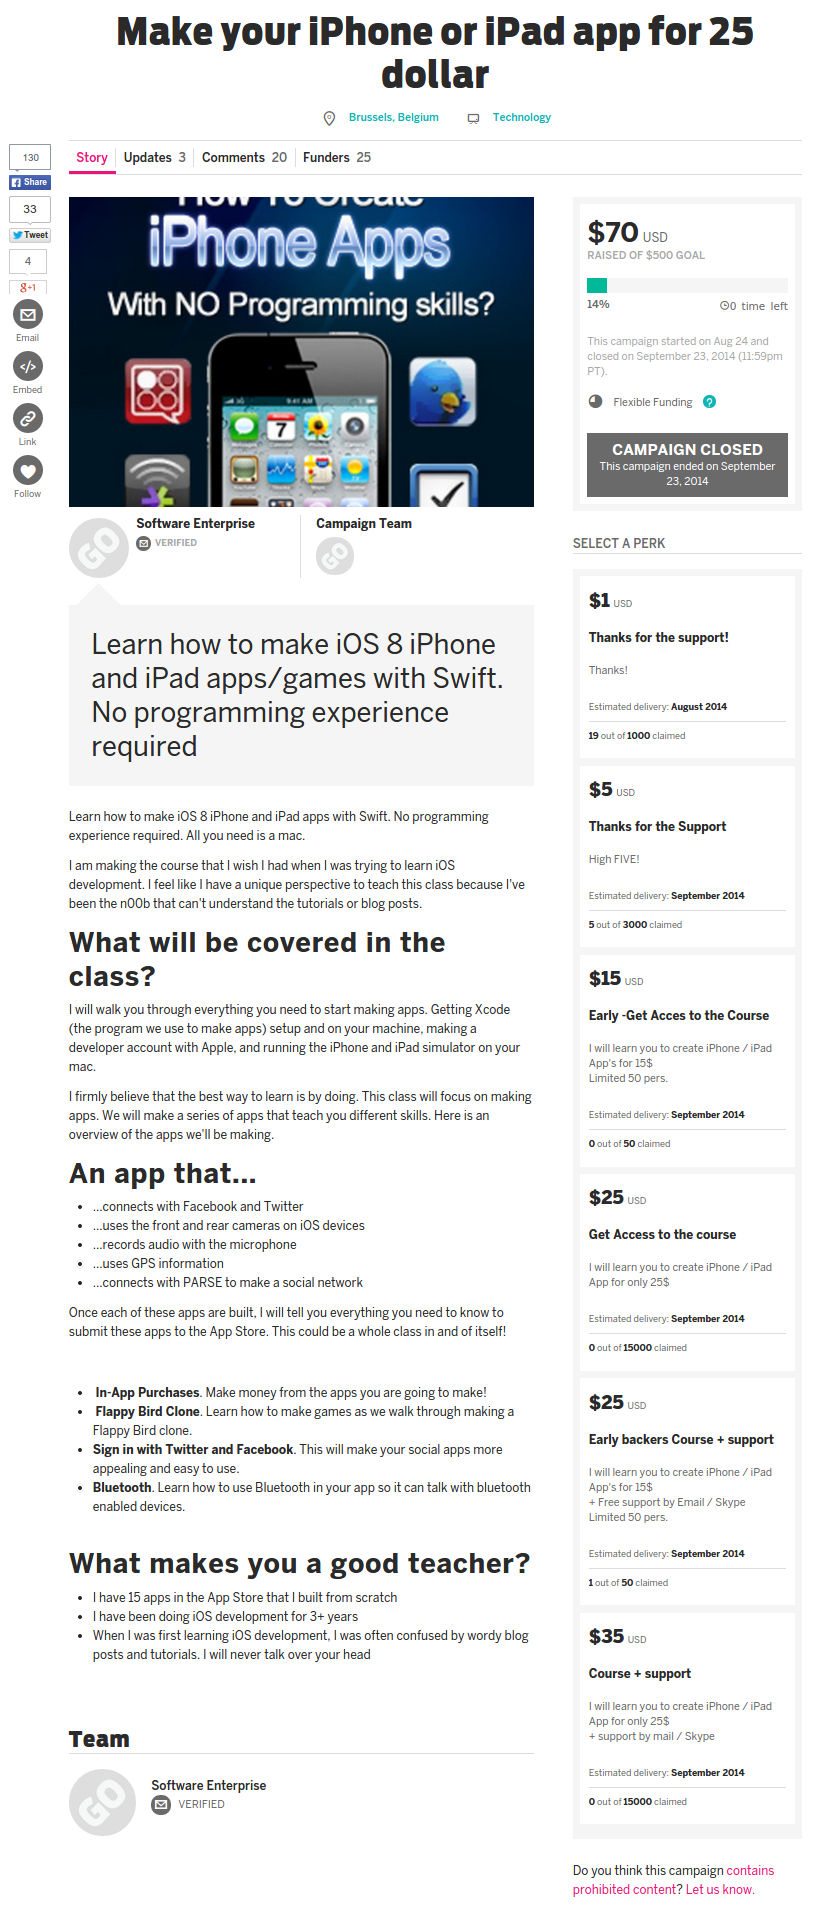 Make your iPhone or iPad app for 25
dollar
Brussels, Belgium Technology
Story Updates 3 Comments 20 Funders 25
130
Share
33
Tweet
4
g+1
Email
Embed
Link
Follow
How To Create
iPhone Apps
With NO Programming skills?
9:41 AM
7
GO
Software Enterprise
VERIFIED
Campaign Team
GO
Learn how to make iOS 8 iPhone
and iPad apps/games with Swift.
No programming experience
required
Learn how to make iOS 8 iPhone and iPad apps with Swift. No programming
experience required. All you need is a mac.
I am making the course that I wish I had when I was trying to learn iOS
development. I feel like I have a unique perspective to teach this class because I've
been the n00b that can't understand the tutorials or blog posts.
What will be covered in the
class?
I will walk you through everything you need to start making apps. Getting Xcode
(the program we use to make apps) setup and on your machine, making a
developer account with Apple, and running the iPhone and iPad simulator on your
mac.
I firmly believe that the best way to learn is by doing. This class will focus on making
apps. We will make a series of apps that teach you different skills. Here is an
overview of the apps we'll be making.
An app that...
• ...connects with Facebook and Twitter
• ...uses the front and rear cameras on iOS devices
• ...records audio with the microphone
• ...uses GPS information
• ...connects with PARSE to make a social network
Once each of these apps are built, I will tell you everything you need to know to
submit these apps to the App Store. This could be a whole class in and of itself!
• In-App Purchases. Make money from the apps you are going to make!
• Flappy Bird Clone. Learn how to make games as we walk through making a
Flappy Bird clone.
• Sign in with Twitter and Facebook. This will make your social apps more
appealing and easy to use.
• Bluetooth. Learn how to use Bluetooth in your app so it can talk with bluetooth
enabled devices.
What makes you a good teacher?
• I have 15 apps in the App Store that I built from scratch
• I have been doing iOS development for 3+ years
• When I was first learning iOS development, I was often confused by wordy blog
posts and tutorials. I will never talk over your head
Team
GO
Software Enterprise
VERIFIED
$70 USD
RAISED OF $500 GOAL
14% 0 time left
This campaign started on Aug 24 and
closed on September 23, 2014 (11:59pm
PT).
Flexible Funding ?
CAMPAIGN CLOSED
This campaign ended on September
23, 2014
SELECT A PERK
$1 USD
Thanks for the support!
Thanks!
Estimated delivery: August 2014
19 out of 1000 claimed
$5 USD
Thanks for the Support
High FIVE!
Estimated delivery: September 2014
5 out of 3000 claimed
$15 USD
Early -Get Acces to the Course
I will learn you to create iPhone / iPad
App's for 15$
Limited 50 pers.
Estimated delivery: September 2014
0 out of 50 claimed
$25 USD
Get Access to the course
I will learn you to create iPhone / iPad
App for only 25$
Estimated delivery: September 2014
0 out of 15000 claimed
$25 USD
Early backers Course + support
I will learn you to create iPhone / iPad
App's for 15$
+ Free support by Email / Skype
Limited 50 pers.
Estimated delivery: September 2014
1 out of 50 claimed
$35 USD
Course + support
I will learn you to create iPhone / iPad
App for only 25$
+ support by mail / Skype
Estimated delivery: September 2014
0 out of 15000 claimed
Do you think this campaign contains
prohibited content? Let us know.